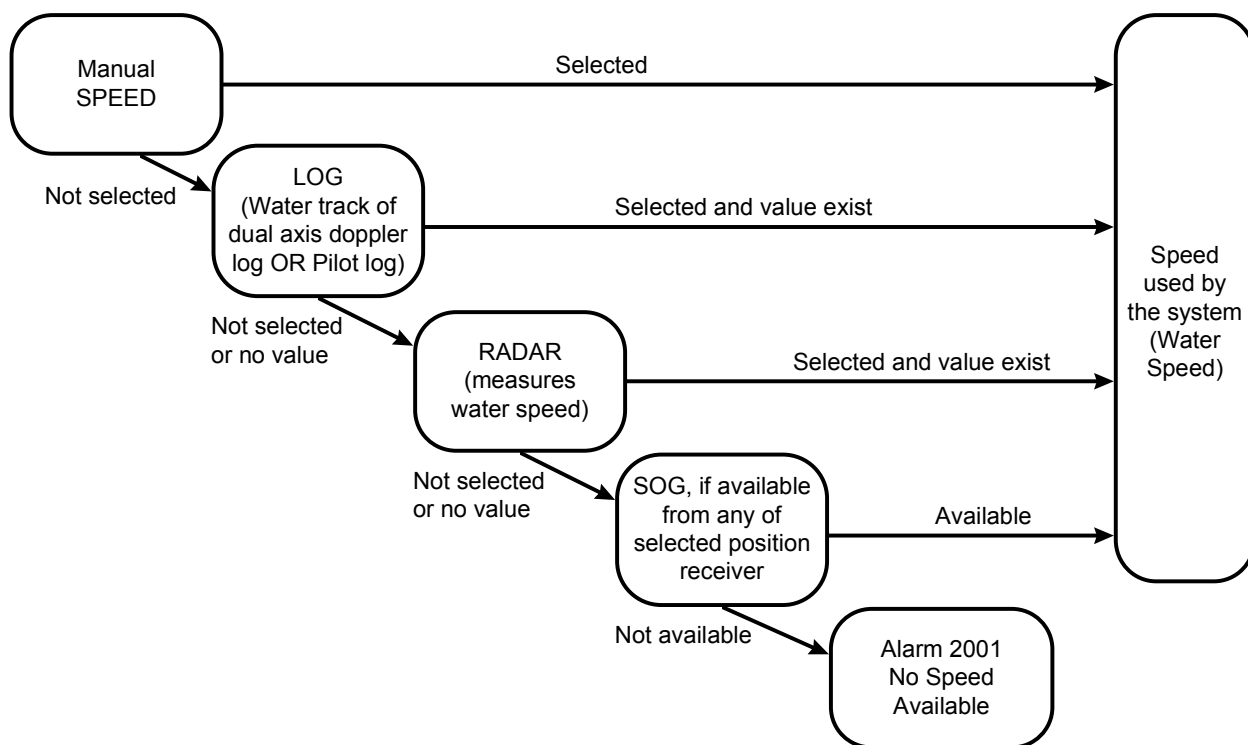 Manual
SPEED
Selected
Not selected
LOG
(Water track of
dual axis doppler
log OR Pilot log)
Selected and value exist
Not selected
or no value
RADAR
(measures
water speed)
Selected and value exist
Not selected
or no value
SOG, if available
from any of
selected position
receiver
Available
Not available
Alarm 2001
No Speed
Available
Speed
used by
the system
(Water
Speed)